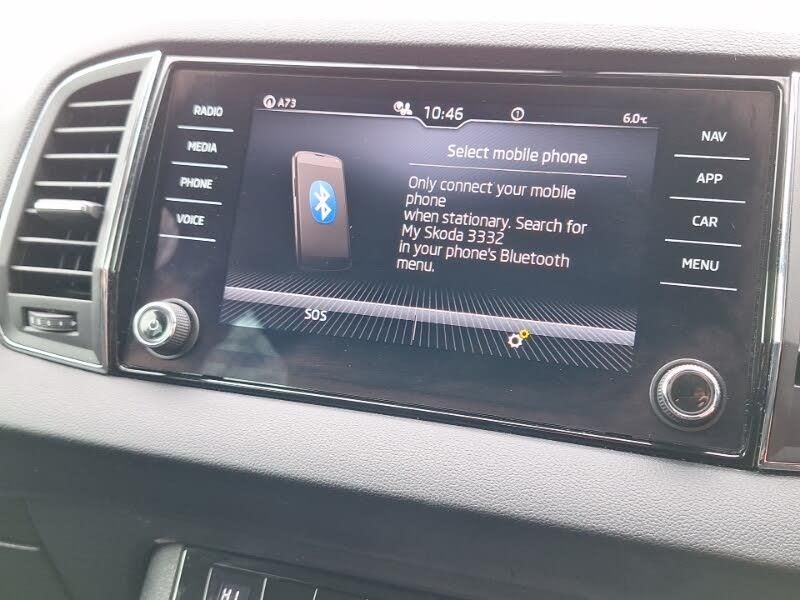 A73
10:46
6.0°C
RADIO
MEDIA
PHONE
VOICE
Select mobile phone
Only connect your mobile
phone
when stationary. Search for
My Skoda 3332
in your phone's Bluetooth
menu.
SOS
NAV
APP
CAR
MENU